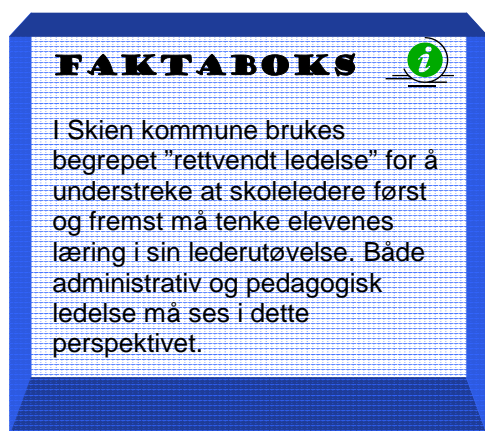 FAKTABOKS i
I Skien kommune brukes
begrepet ”rettvendt ledelse” for å
understreke at skoleledere først
og fremst må tenke elevenes
læring i sin lederutøvelse. Både
administrativ og pedagogisk
ledelse må ses i dette
perspektivet.